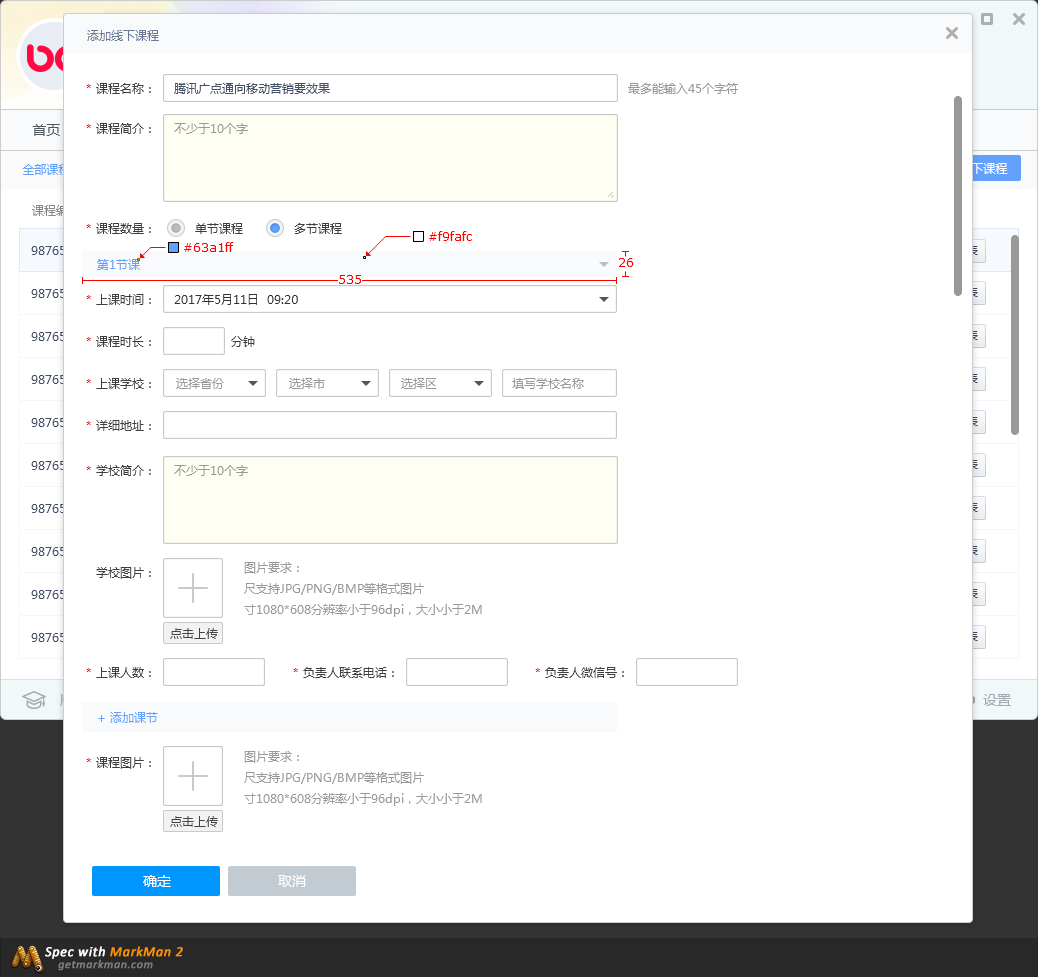 添加线下课程
* 课程名称： 腾讯广点通向移动营销要效果 最多能输入45个字符
* 课程简介： 不少于10个字
首页
全部课程
下课程
课程编
* 课程数量： 单节课程 多节课程
#63a1ff #f9fafc
第1节课 26
535
* 上课时间： 2017年5月11日 09:20
* 课程时长： 分钟
* 上课学校： 选择省份 选择市 选择区 填写学校名称
* 详细地址：
* 学校简介： 不少于10个字
学校图片： 图片要求：
尺支持JPG/PNG/BMP等格式图片
寸1080*608分辨率小于96dpi，大小小于2M
点击上传
* 上课人数： * 负责人联系电话： * 负责人微信号：
+ 添加课节
* 课程图片： 图片要求：
尺支持JPG/PNG/BMP等格式图片
寸1080*608分辨率小于96dpi，大小小于2M
点击上传
确定 取消
98765
98765
98765
98765
98765
98765
98765
98765
98765
98765
设置
Spec with MarkMan 2
getmarkman.com